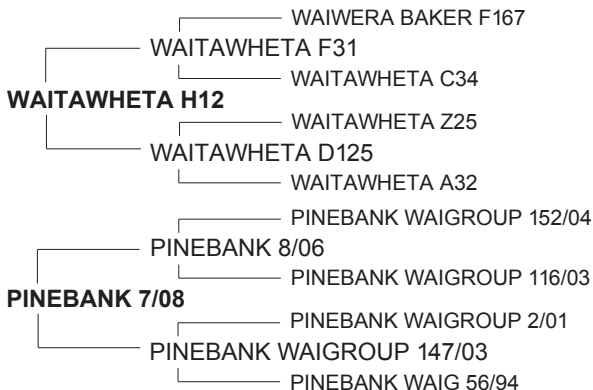 WAIWERA BAKER F167
WAITAWHETA F31
WAITAWHETA C34
WAITAWHETA H12
WAITAWHETA Z25
WAITAWHETA D125
WAITAWHETA A32
PINEBANK WAIGROUP 152/04
PINEBANK 8/06
PINEBANK WAIGROUP 116/03
PINEBANK 7/08
PINEBANK WAIGROUP 2/01
PINEBANK WAIGROUP 147/03
PINEBANK WAIG 56/94